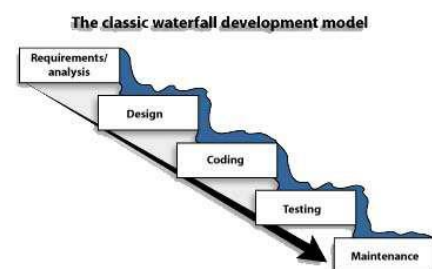 The classic waterfall development model
Requirements/
analysis
Design
Coding
Testing
Maintenance